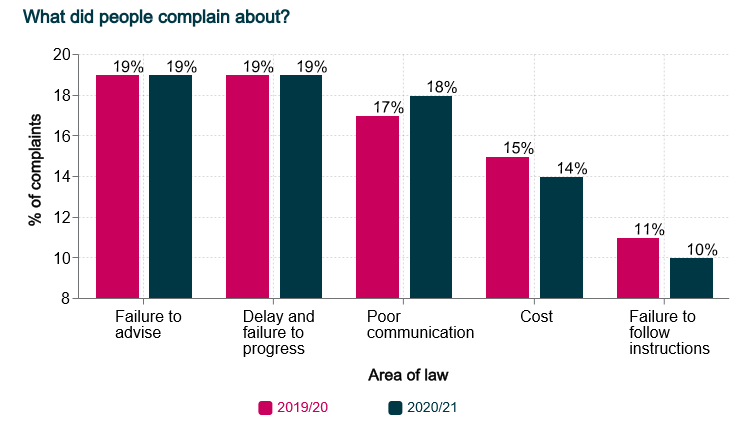 What did people complain about?
% of complaints
20
18
16
14
12
10
8
19% 19% 19% 19% 17% 18% 15% 14% 11% 10%
Failure to
advise
Delay and
failure to
progress
Poor
communication
Cost
Failure to
follow
instructions
Area of law
2019/20 2020/21